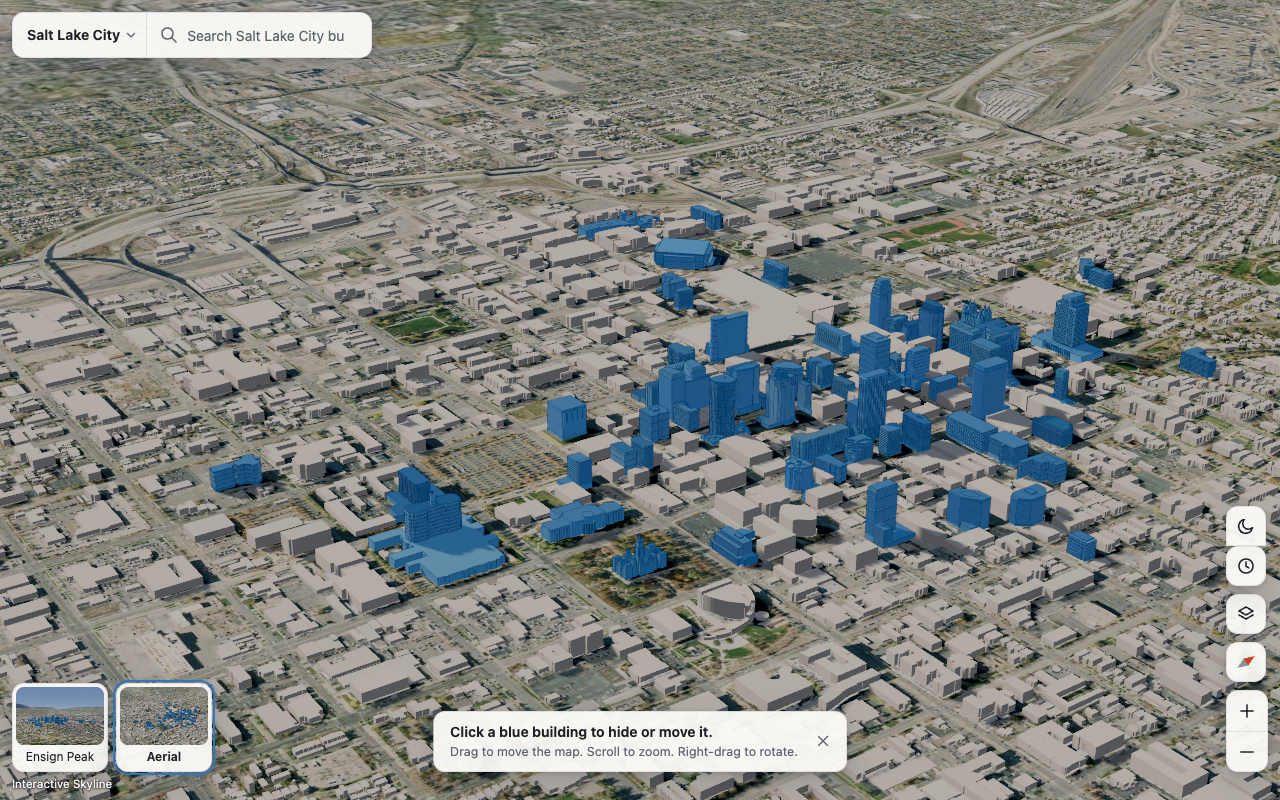 Salt Lake City
Search Salt Lake City bu
Click a blue building to hide or move it.
Drag to move the map. Scroll to zoom. Right-drag to rotate.
Ensign Peak
Aerial
Interactive Skyline